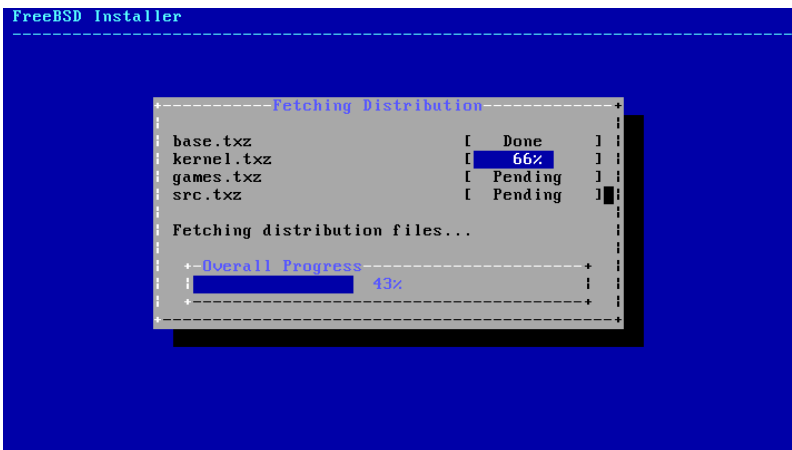 FreeBSD Installer
Fetching Distribution
base.txz [ Done ]
kernel.txz [ 66% ]
games.txz [ Pending ]
src.txz [ Pending ]
Fetching distribution files...
Overall Progress
43%